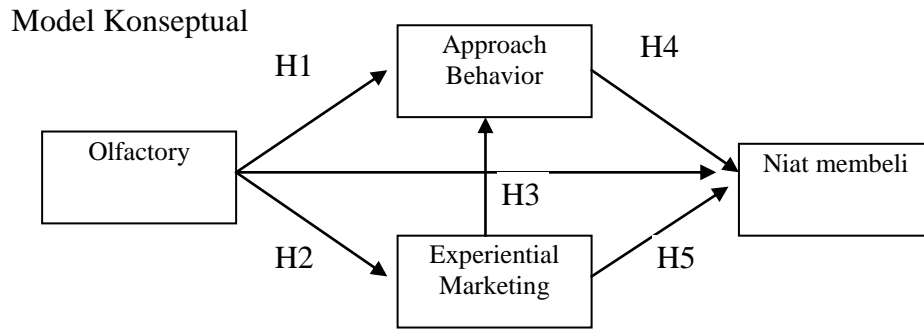 Model Konseptual
H1
Approach
Behavior
H4
Olfactory
Niat membeli
H3
H2
Experiential
Marketing
H5